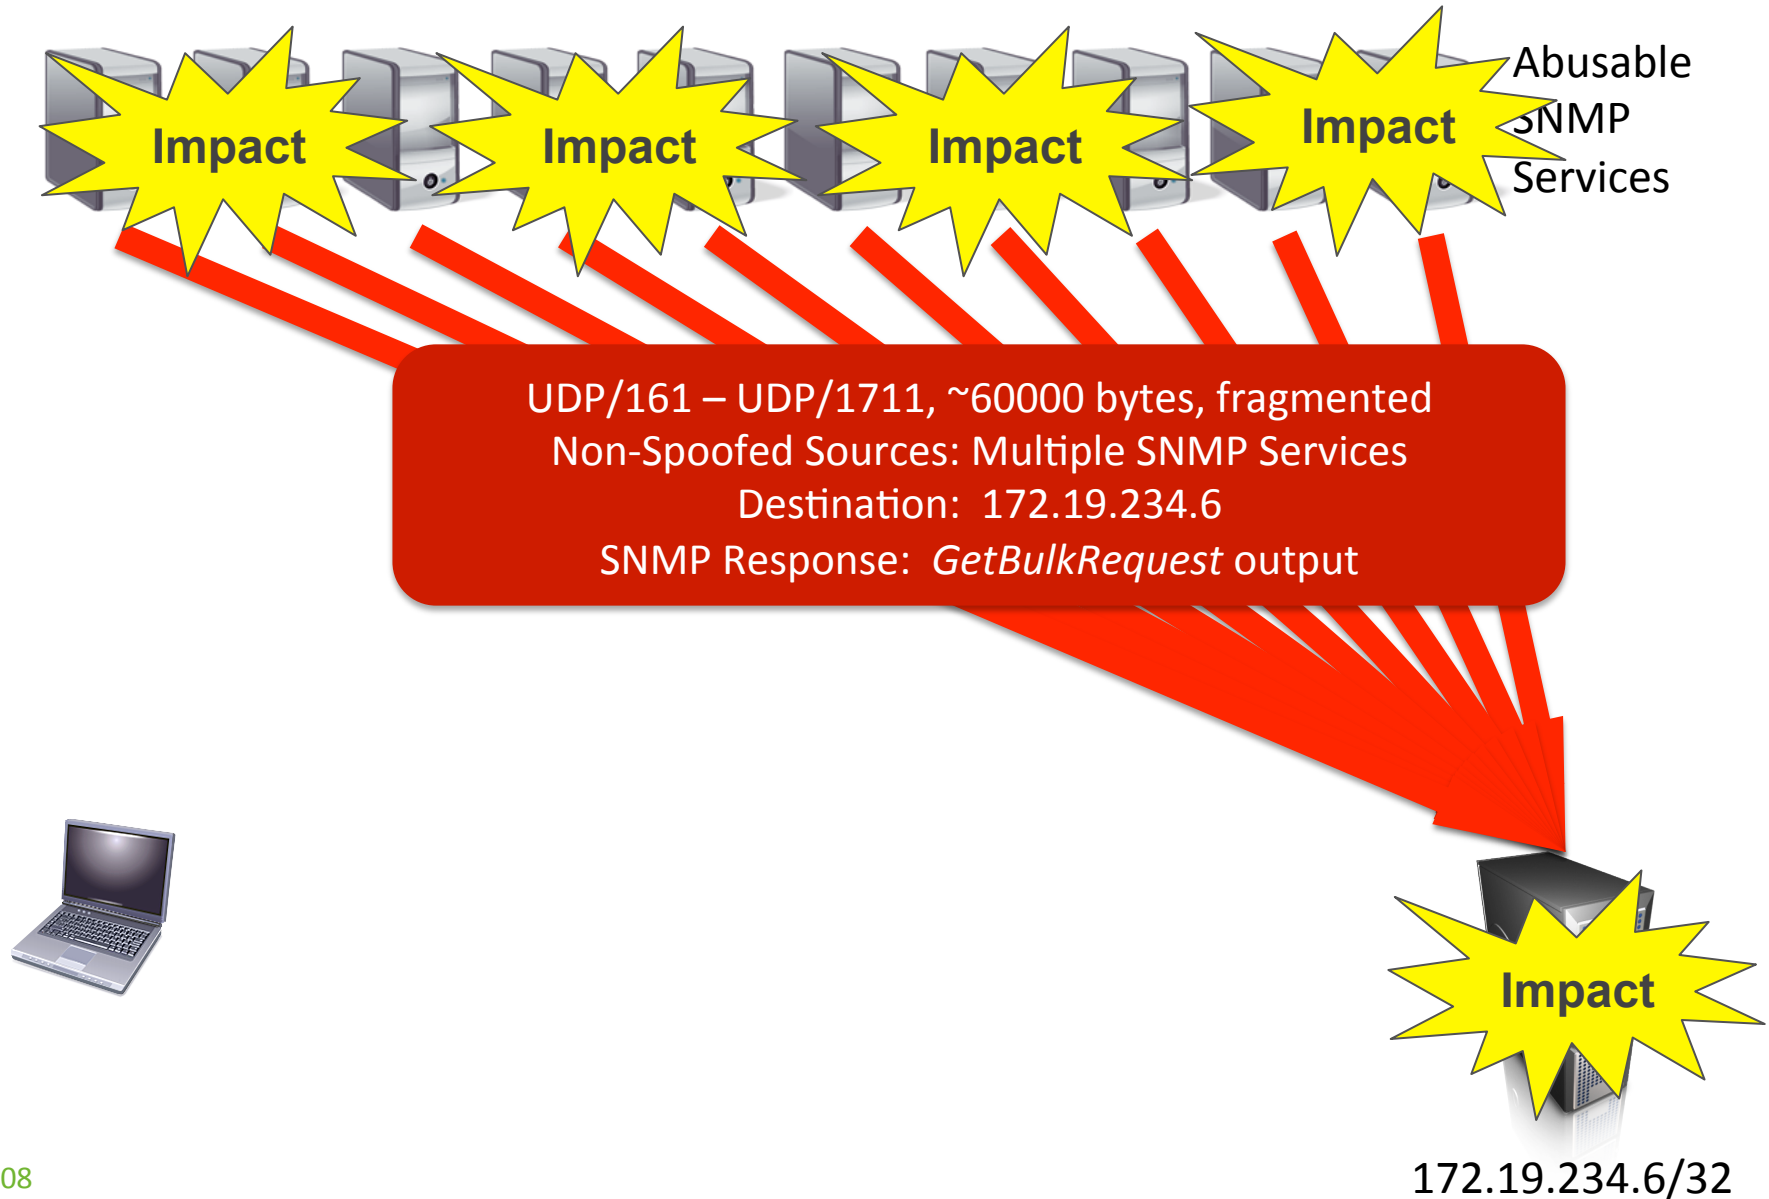 Abusable
SNMP
Services
Impact
Impact
Impact
Impact
UDP/161 – UDP/1711, ~60000 bytes, fragmented
Non-Spoofed Sources: Multiple SNMP Services
Destination: 172.19.234.6
SNMP Response: GetBulkRequest output
Impact
172.19.234.6/32
08